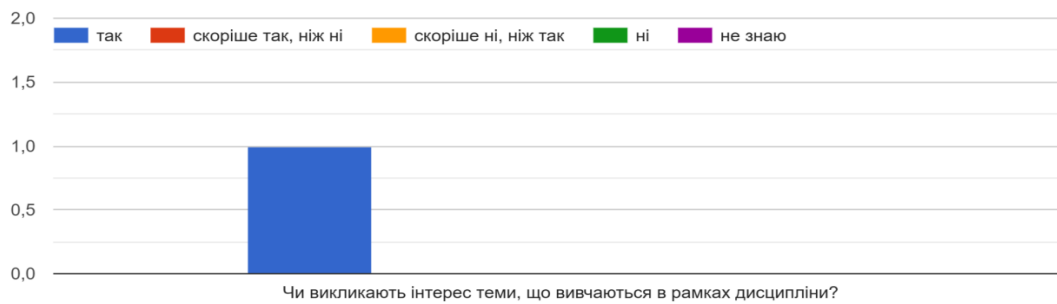 2,0
так скоріше так, ніж ні скоріше ні, ніж так ні не знаю
1,5
1,0
0,5
0,0
Чи викликають інтерес теми, що вивчаються в рамках дисципліни?